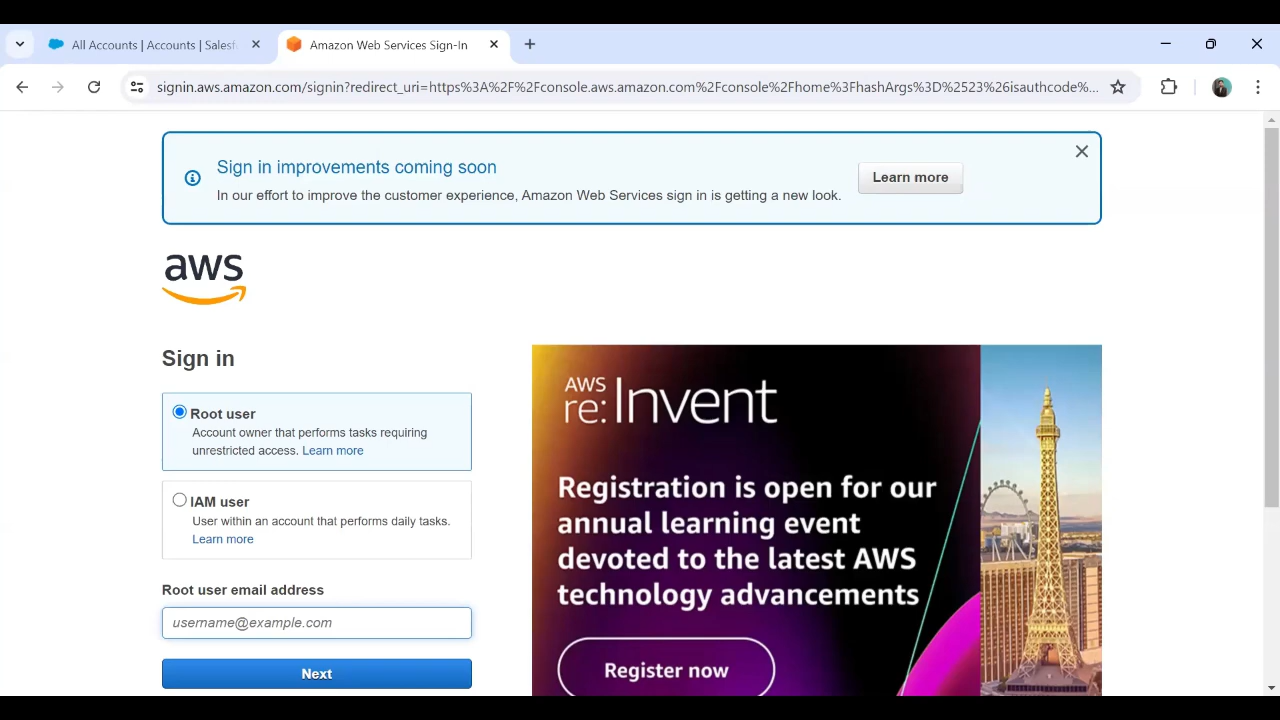 All Accounts | Accounts | Salesf
Amazon Web Services Sign-In
signin.aws.amazon.com/signin?redirect_uri=https%3A%2F%2Fconsole.aws.amazon.com%2Fconsole%2Fhome%3FhashArgs%3D%2523%26isauthcode%...
Sign in improvements coming soon
In our effort to improve the customer experience, Amazon Web Services sign in is getting a new look.
Learn more
aws
Sign in
Root user
Account owner that performs tasks requiring
unrestricted access. Learn more
IAM user
User within an account that performs daily tasks.
Learn more
Root user email address
username@example.com
Next
AWS
re:Invent
Registration is open for our
annual learning event
devoted to the latest AWS
technology advancements
Register now